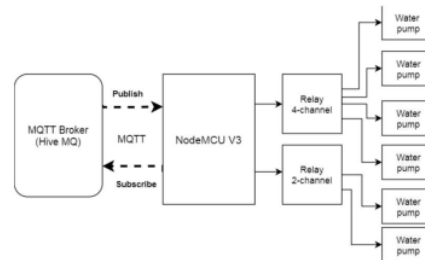 MQTT Broker
(Hive MQ)
Publish
MQTT
Subscribe
NodeMCU V3
Relay
4-channel
Relay
2-channel
Water
pump
Water
pump
Water
pump
Water
pump
Water
pump
Water
pump